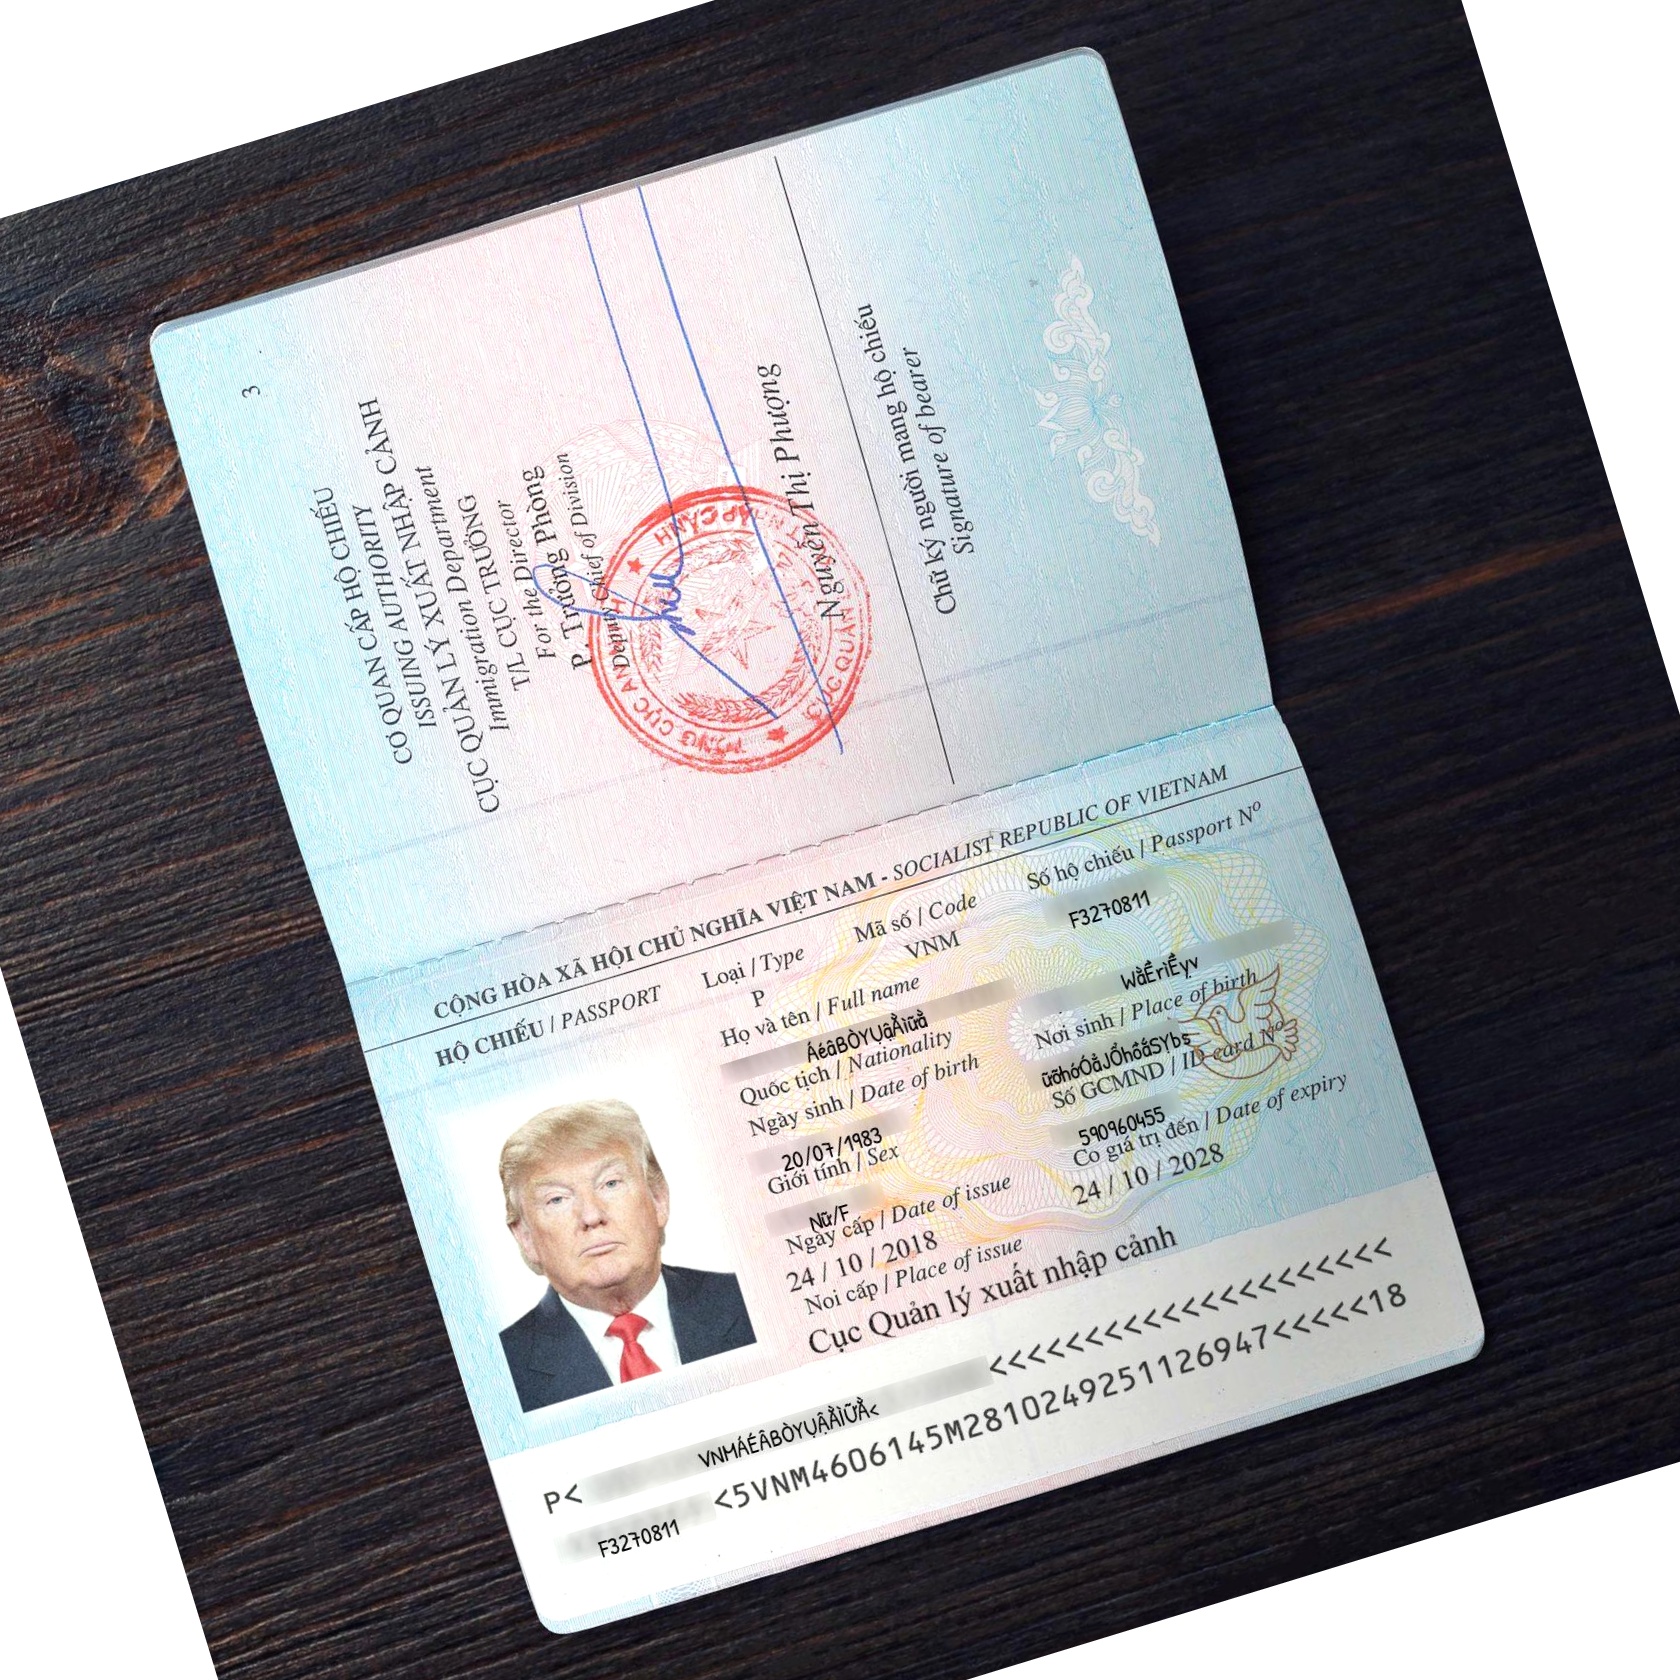 3
CƠ QUAN CẤP HỘ CHIẾU
ISSUING AUTHORITY
CỤC QUẢN LÝ XUẤT NHẬP CẢNH
Immigration Department
T/L CỤC TRƯỞNG
For the Director
P. Trưởng Phòng
Deputy Chief of Division
Nguyễn Thị Phượng
Chữ ký người mang hộ chiếu
Signature of bearer
CỘNG HÒA XÃ HỘI CHỦ NGHĨA VIỆT NAM - SOCIALIST REPUBLIC OF VIETNAM
HỘ CHIẾU / PASSPORT
Loại / Type
Mã số / Code
Số hộ chiếu / Passport Nº
P
VNM
F3270811
Họ và tên / Full name
ÁéâBÒYỤậÀìữằ
WằỀrìỀyv
Quốc tịch / Nationality
Nơi sinh / Place of birth
Ngày sinh / Date of birth
Số GCMND / ID card Nº
20/07/1983
590960455
Giới tính / Sex
Có giá trị đến / Date of expiry
Nữ/F
24 / 10 / 2028
Ngày cấp / Date of issue
24 / 10 / 2018
Nơi cấp / Place of issue
Cục Quản lý xuất nhập cảnh
P< VNMÁÉÂBÒYỤẬÀÌỮẰ< <<<<<<<<<<<<<<<<<<<<
F3270811 <5VNM4606145M2810249251126947<<<<<18